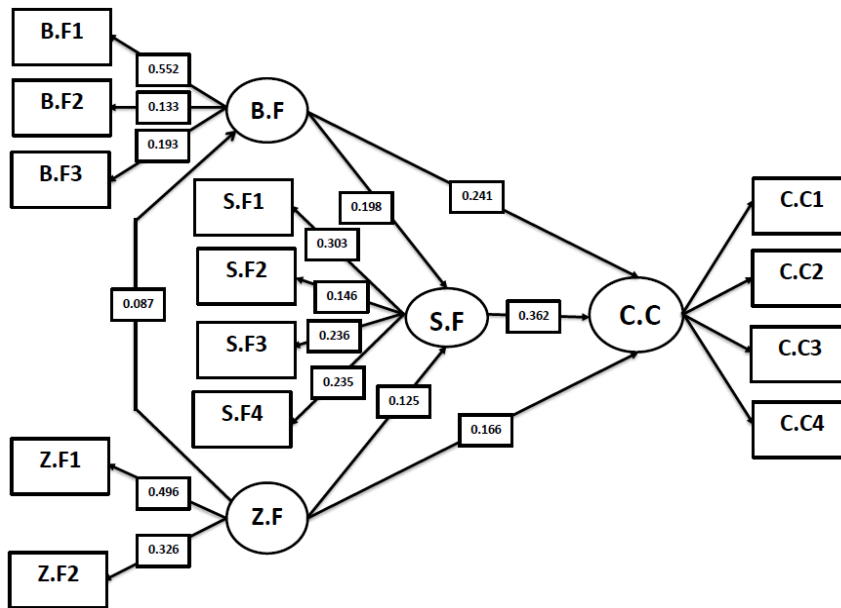 B.F1
0.552
B.F2
0.133
B.F
B.F3
0.193
S.F1
0.198
0.241
C.C1
0.303
S.F2
0.146
C.C2
0.087
S.F
0.362
C.C
S.F3
0.236
C.C3
0.235
S.F4
0.125
C.C4
0.166
Z.F1
0.496
Z.F
0.326
Z.F2